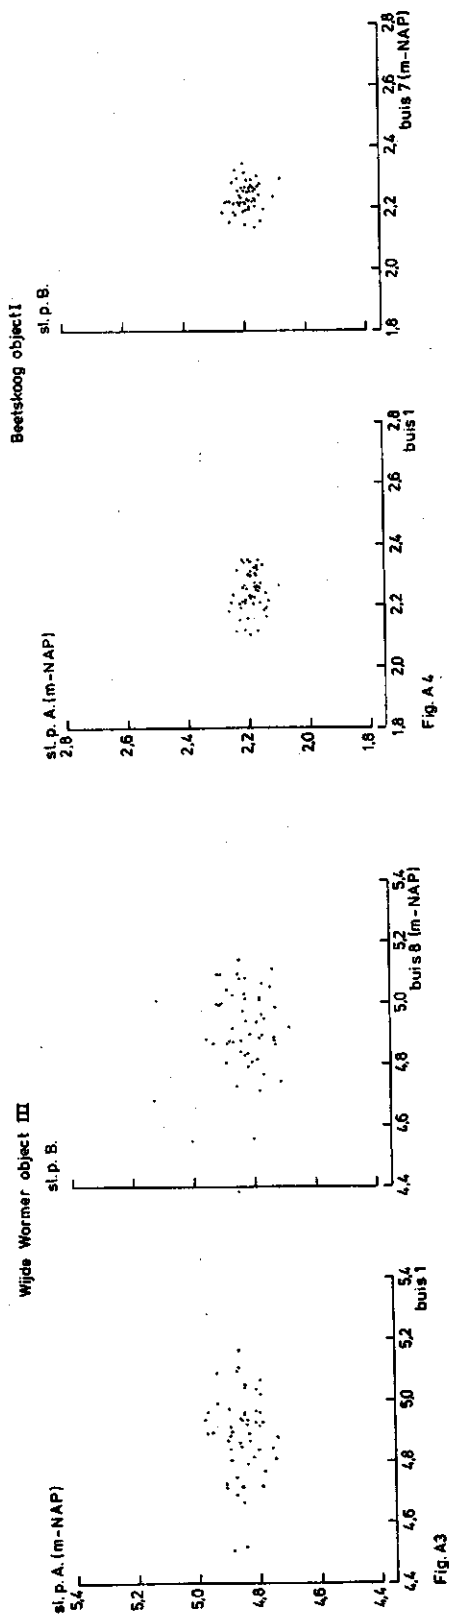 Wijde Wormer object III
sl. p. A. (m-NAP)
5,4
5,2
5,0
4,8
4,6
4,4
4,4 4,6 4,8 5,0 5,2 5,4
buis 1
sl. p. B.
4,4 4,6 4,8 5,0 5,2 5,4
buis 8 (m-NAP)
Fig. A3
Beetskoog object I
sl. p. A. (m-NAP)
2,8
2,6
2,4
2,2
2,0
1,8
1,8 2,0 2,2 2,4 2,6 2,8
buis 1
sl. p. B.
1,8 2,0 2,2 2,4 2,6 2,8
buis 7 (m-NAP)
Fig. A4